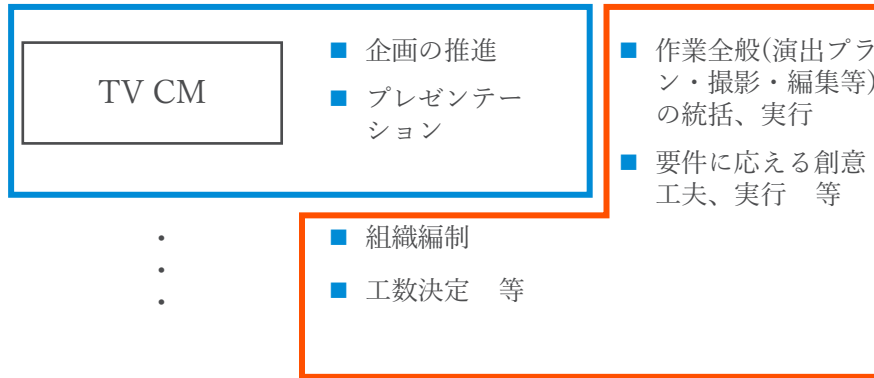 TV CM
・
・
・
■ 企画の推進
■ プレゼンテー
ション
■ 組織編制
■ 工数決定　等
■ 作業全般(演出プラ
ン・撮影・編集等)
の統括、実行
■ 要件に応える創意
工夫、実行　等